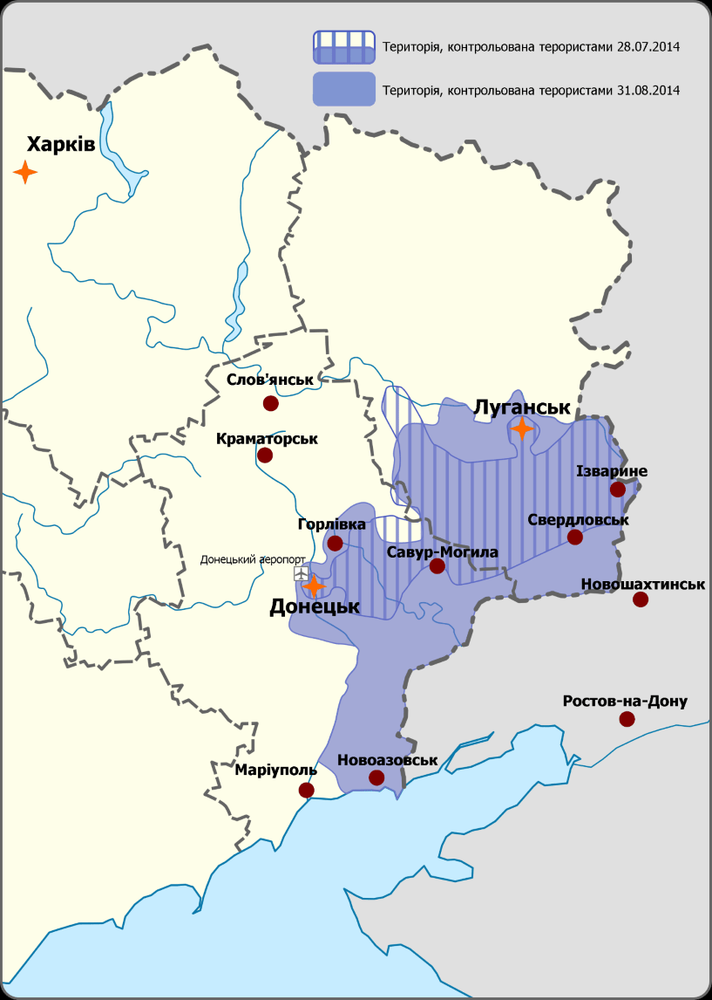 Територія, контрольована терористами 28.07.2014
Територія, контрольована терористами 31.08.2014
Харків
Слов'янськ
Луганськ
Краматорськ
Ізварине
Свердловськ
Горлівка
Савур-Могила
Донецький аеропорт
Новошахтинськ
Донецьк
Ростов-на-Дону
Новоазовськ
Маріуполь